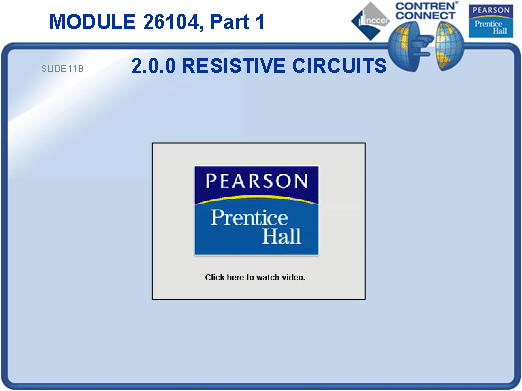 MODULE 26104, Part 1
nccer
CONTREN®
CONNECT
PEARSON
Prentice
Hall
SLIDE 11B
2.0.0 RESISTIVE CIRCUITS
PEARSON
Prentice
Hall
Click here to watch video.